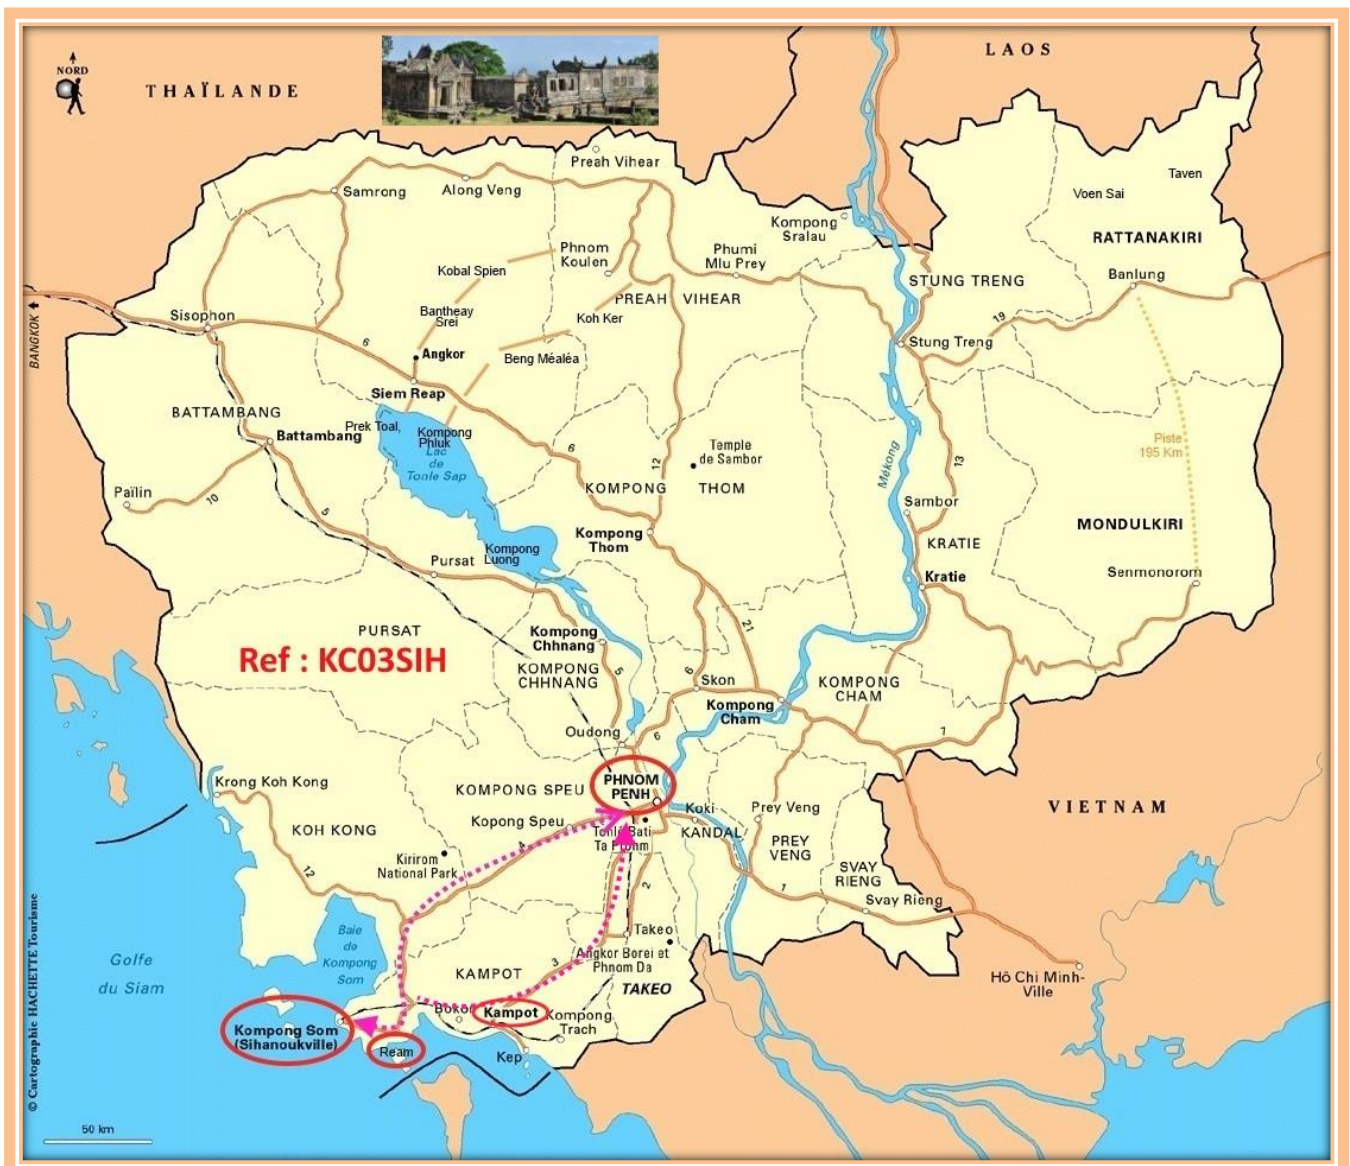 LAOS
NORD
THAÏLANDE
Preah Vihear
Samrong
Along Veng
Taven
Voen Sai
Kompong
Sralau
RATTANAKIRI
Phnom
Koulen
Phumi
Mlu Prey
Kobal Spien
STUNG TRENG
Banlung
PREAH VIHEAR
Bantheay
Srei
Koh Ker
Sisophon
19
BANGKOK
6
Stung Treng
Angkor
Beng Méaléa
Siem Reap
BATTAMBANG
Prek Toal,
Kompong
Phluk
Battambang
Lac
de
Tonle Sap
Piste
195 Km
6
12
Temple
de Sambor
Mékong
13
KOMPONG THOM
Païlin
10
5
Sambor
MONDULKIRI
Kompong
Thom
Kompong
Luong
KRATIE
Pursat
Kratie
Senmonorom
PURSAT
Kompong
Chhnang
21
Ref : KC03SIH
KOMPONG
CHHNANG
5
6
Skon
KOMPONG
CHAM
Kompong
Cham
Oudong
6
7
PHNOM
PENH
Krong Koh Kong
KOMPONG SPEU
Koki
Prey Veng
VIETNAM
Kopong Speu
KOH KONG
Tonlé Bati
Ta Prohm
KANDAL
PREY
VENG
4
Kirirom
National Park
SVAY
RIENG
12
2
1
Svay Rieng
Takeo
Baie
de
Kompong
Som
Angkor Borei et
Phnom Da
Golfe
du Siam
3
KAMPOT
TAKEO
Hô Chi Minh-
Ville
Bokor
Kampot
Kompong
Trach
Kompong Som
(Sihanoukville)
Ream
Kep
© Cartographie HACHETTE Tourisme
50 km